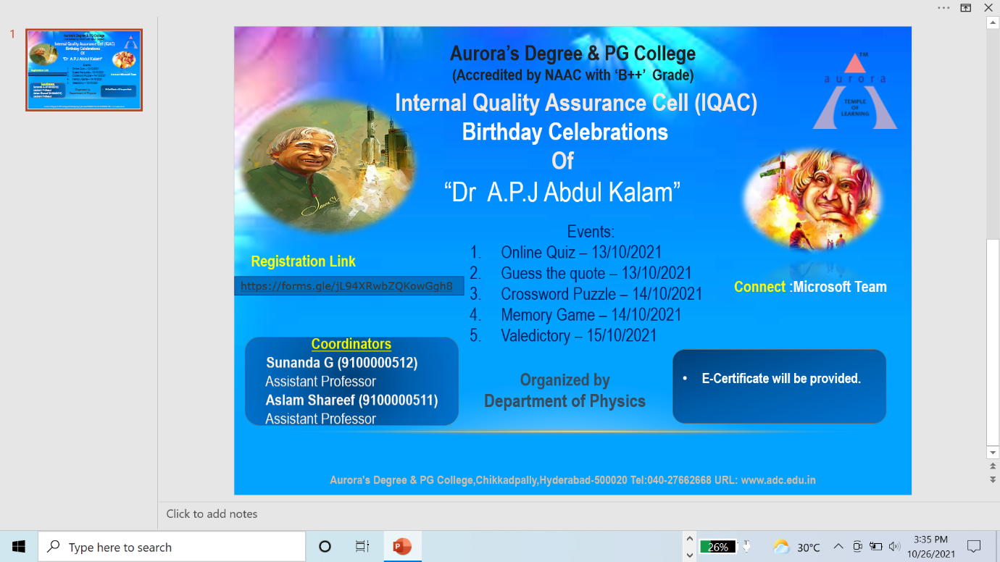 1
Aurora’s Degree & PG College
(Accredited by NAAC with ‘B++’ Grade)
Internal Quality Assurance Cell (IQAC)
Birthday Celebrations
Of
“Dr A.P.J Abdul Kalam”
TM
aurora
TEMPLE
OF
LEARNING
Events:
1. Online Quiz – 13/10/2021
2. Guess the quote – 13/10/2021
3. Crossword Puzzle – 14/10/2021
4. Memory Game – 14/10/2021
5. Valedictory – 15/10/2021
Registration Link
https://forms.gle/jL94XRwbZQKowGgh8
Connect :Microsoft Team
Coordinators
Sunanda G (9100000512)
Assistant Professor
Aslam Shareef (9100000511)
Assistant Professor
Organized by
Department of Physics
• E-Certificate will be provided.
Aurora's Degree & PG College,Chikkadpally,Hyderabad-500020 Tel:040-27662668 URL: www.adc.edu.in
Click to add notes
Type here to search
26%
30°C
3:35 PM
10/26/2021